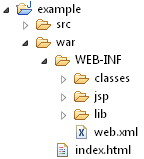 example
src
war
WEB-INF
classes
jsp
lib
web.xml
index.html